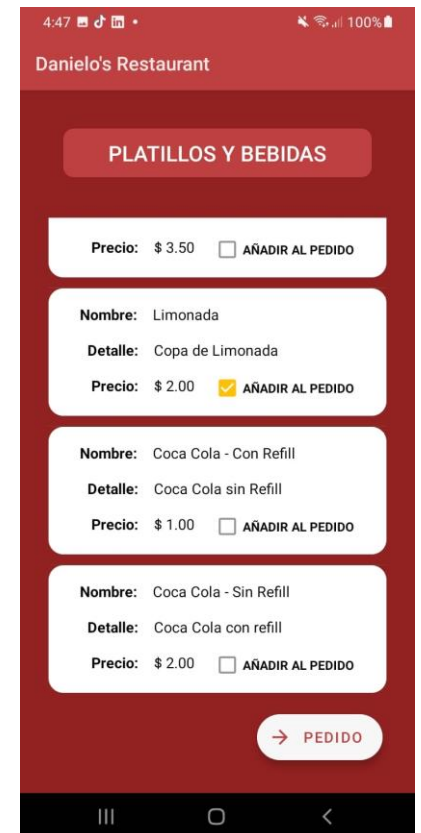 4:47 100%
Danielo's Restaurant
PLATILLOS Y BEBIDAS
Precio: $ 3.50 AÑADIR AL PEDIDO
Nombre: Limonada
Detalle: Copa de Limonada
Precio: $ 2.00 AÑADIR AL PEDIDO
Nombre: Coca Cola - Con Refill
Detalle: Coca Cola sin Refill
Precio: $ 1.00 AÑADIR AL PEDIDO
Nombre: Coca Cola - Sin Refill
Detalle: Coca Cola con refill
Precio: $ 2.00 AÑADIR AL PEDIDO
PEDIDO